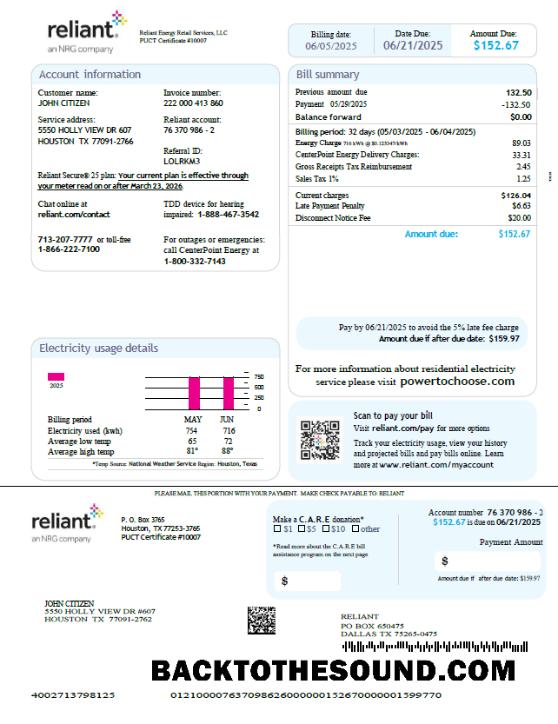 reliant.
an NRG company
Reliant Energy Retail Services, LLC
PUCT Certificate #10007
Billing date:
06/05/2025
Date Due:
06/21/2025
Amount Due:
$152.67
Account information
Customer name:
JOHN CITIZEN
Invoice number:
222 000 413 860
Service address:
5550 HOLLY VIEW DR 607
HOUSTON TX 77091-2766
Reliant account:
76 370 986 - 2
Referral ID:
LOLRKM3
Reliant Secure® 25 plan: Your current plan is effective through
your meter read on or after March 23, 2026.
Chat online at
reliant.com/contact
TDD device for hearing
impaired: 1-888-467-3542
713-207-7777 or toll-free
1-866-222-7100
For outages or emergencies:
call CenterPoint Energy at
1-800-332-7143
Bill summary
Previous amount due 132.50
Payment 05/29/2025 -132.50
Balance forward $0.00
Billing period: 32 days (05/03/2025 - 06/04/2025)
Energy Charge 89.03
CenterPoint Energy Delivery Charges: 33.31
Gross Receipts Tax Reimbursement 2.45
Sales Tax 1% 1.25
Current charges $126.04
Late Payment Penalty $6.63
Disconnect Notice Fee $20.00
Amount due: $152.67
Pay by 06/21/2025 to avoid the 5% late fee charge
Amount due if after due date: $159.97
For more information about residential electricity
service please visit powertochoose.com
Electricity usage details
2025
750
500
250
0
Billing period MAY JUN
Electricity used (kwh) 754 716
Average low temp 65 72
Average high temp 81° 88°
*Temp Source: National Weather Service Region: Houston, Texas
Scan to pay your bill
Visit reliant.com/pay for more options
Track your electricity usage, view your history
and projected bills and pay bills online. Learn
more at www.reliant.com/myaccount
PLEASE MAIL THIS PORTION WITH YOUR PAYMENT. MAKE CHECK PAYABLE TO: RELIANT
reliant.
an NRG company
P. O. Box 3765
Houston, TX 77253-3765
PUCT Certificate #10007
Make a C.A.R.E donation*
$1 $5 $10 other
*Read more about the C.A.R.E bill
assistance program on the next page
$
Account number 76 370 986 - 2
$152.67 is due on 06/21/2025
Payment Amount
$
Amount due if after due date: $159.97
JOHN CITIZEN
5550 HOLLY VIEW DR #607
HOUSTON TX 77091-2762
RELIANT
PO BOX 650475
DALLAS TX 75265-0475
BACKTOTHESOUND.COM
4002713798125
012100007637098626000000152670000001599770